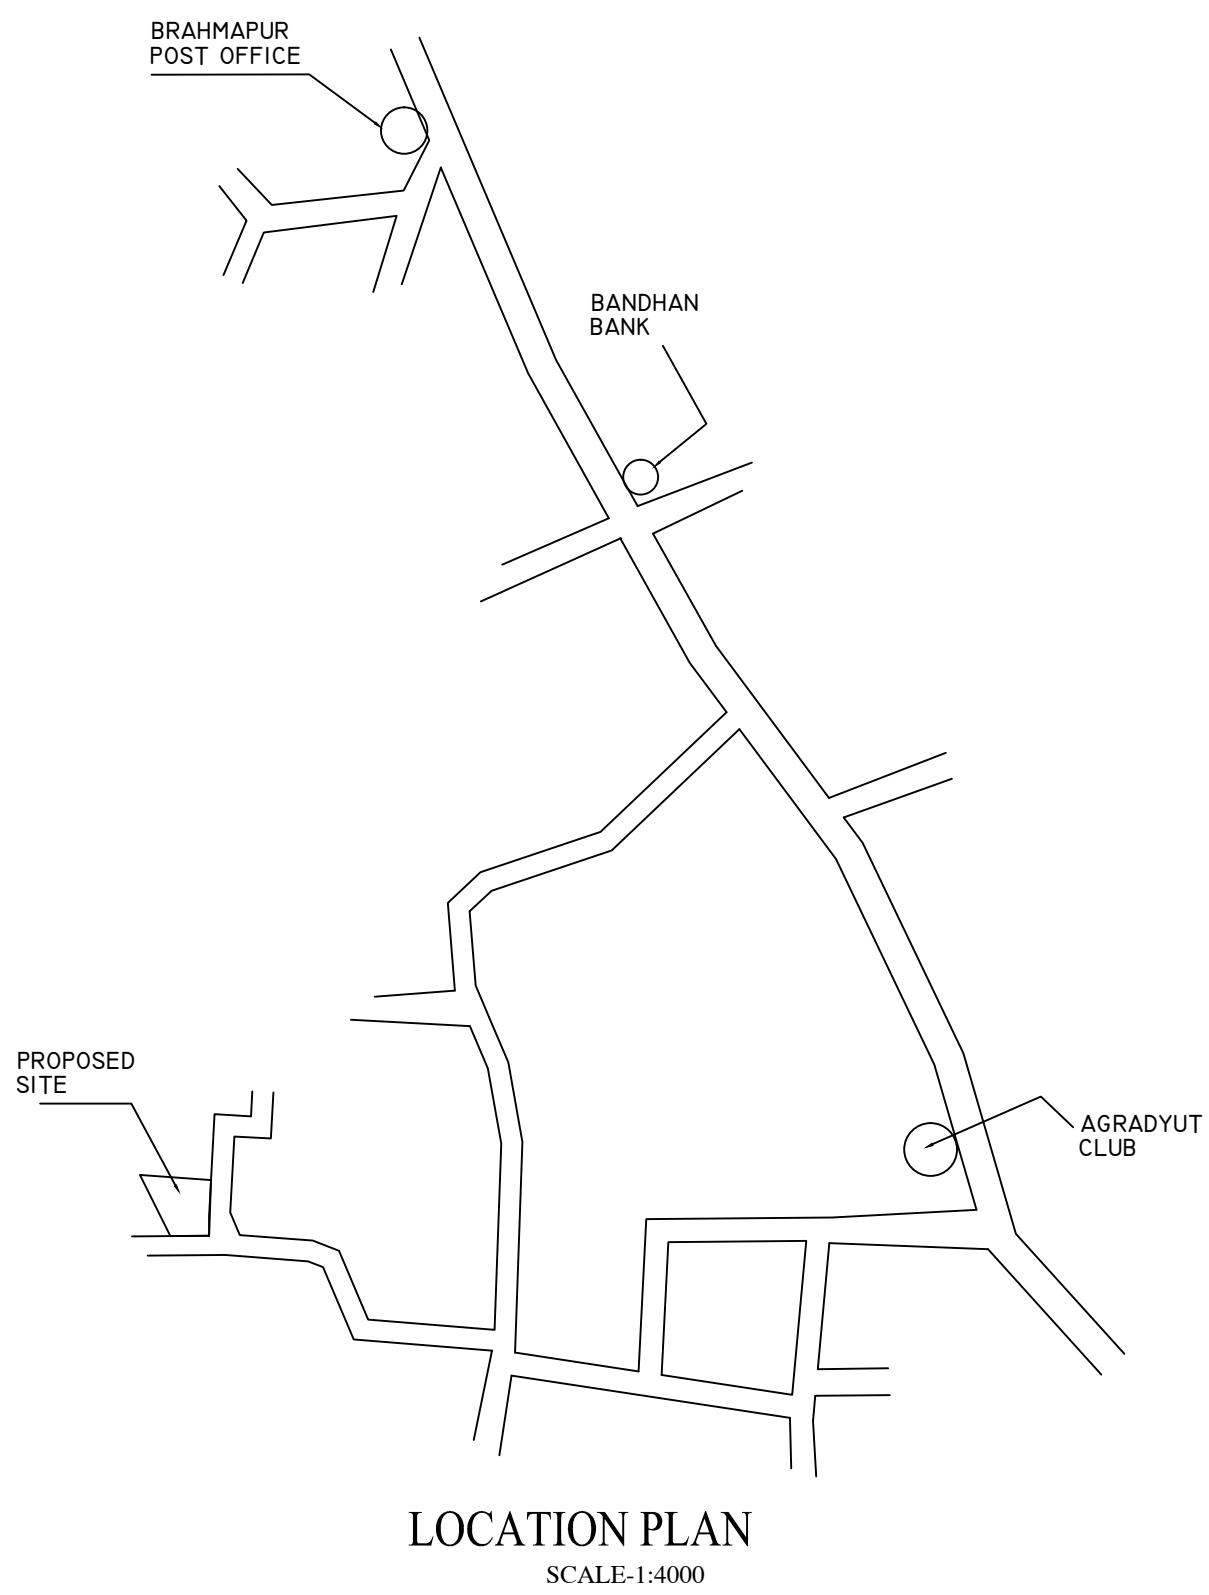 BRAHMAPUR
POST OFFICE
BANDHAN
BANK
PROPOSED
SITE
AGRADYUT
CLUB
LOCATION PLAN
SCALE-1:4000